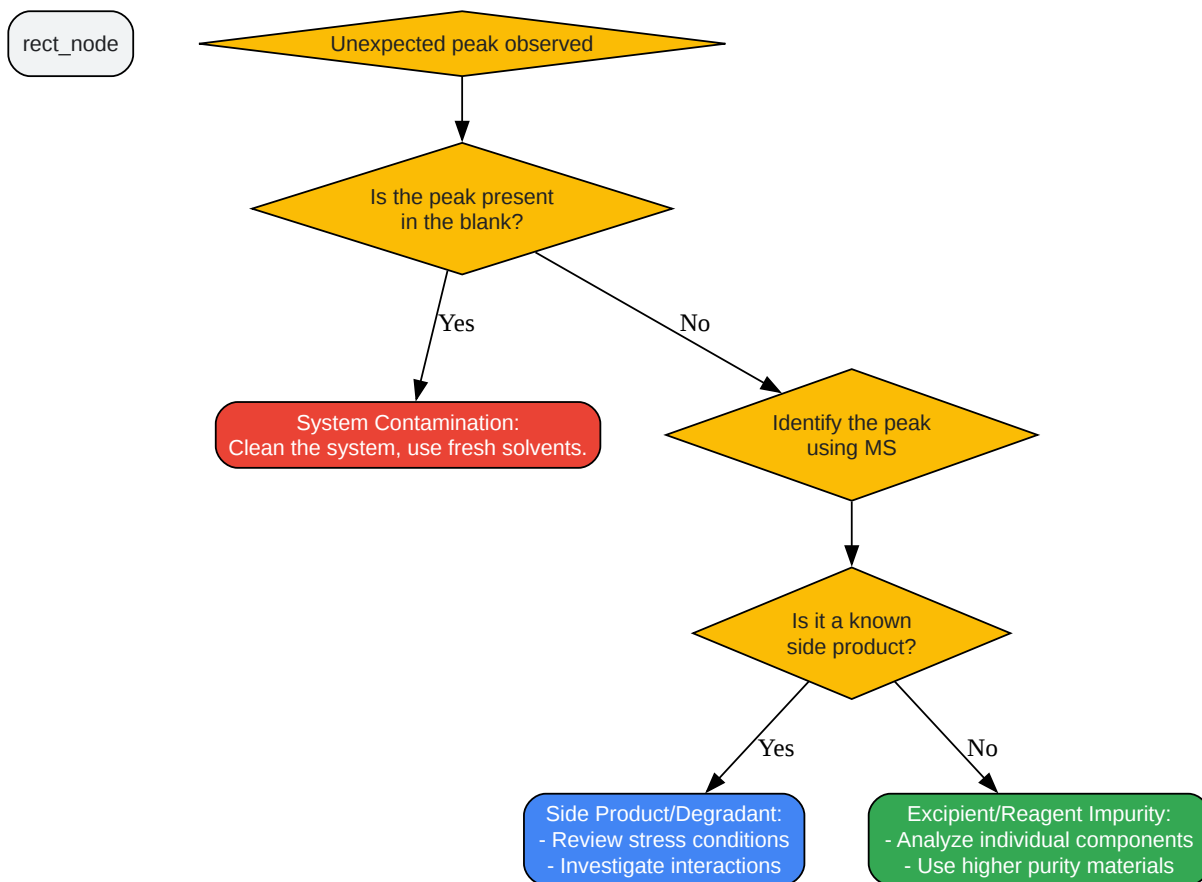 rect_node
Unexpected peak observed
Is the peak present
in the blank?
Yes
No
System Contamination:
Clean the system, use fresh solvents.
Identify the peak
using MS
Is it a known
side product?
Yes
No
Side Product/Degradant:
- Review stress conditions
- Investigate interactions
Excipient/Reagent Impurity:
- Analyze individual components
- Use higher purity materials